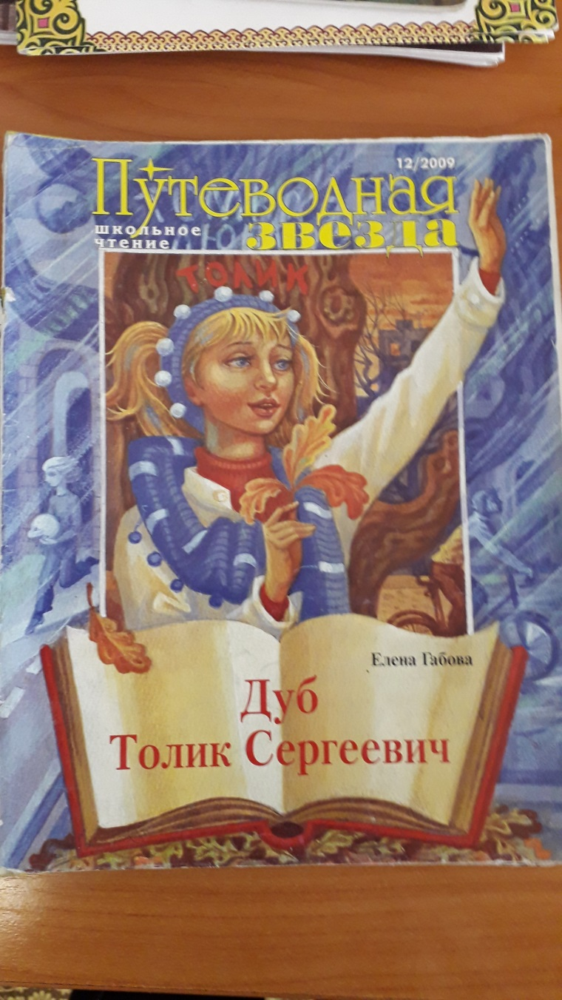 12/2009
Путеводная
звезда
школьное
чтение
ТОЛИК
Елена Габова
Дуб
Толик Сергеевич